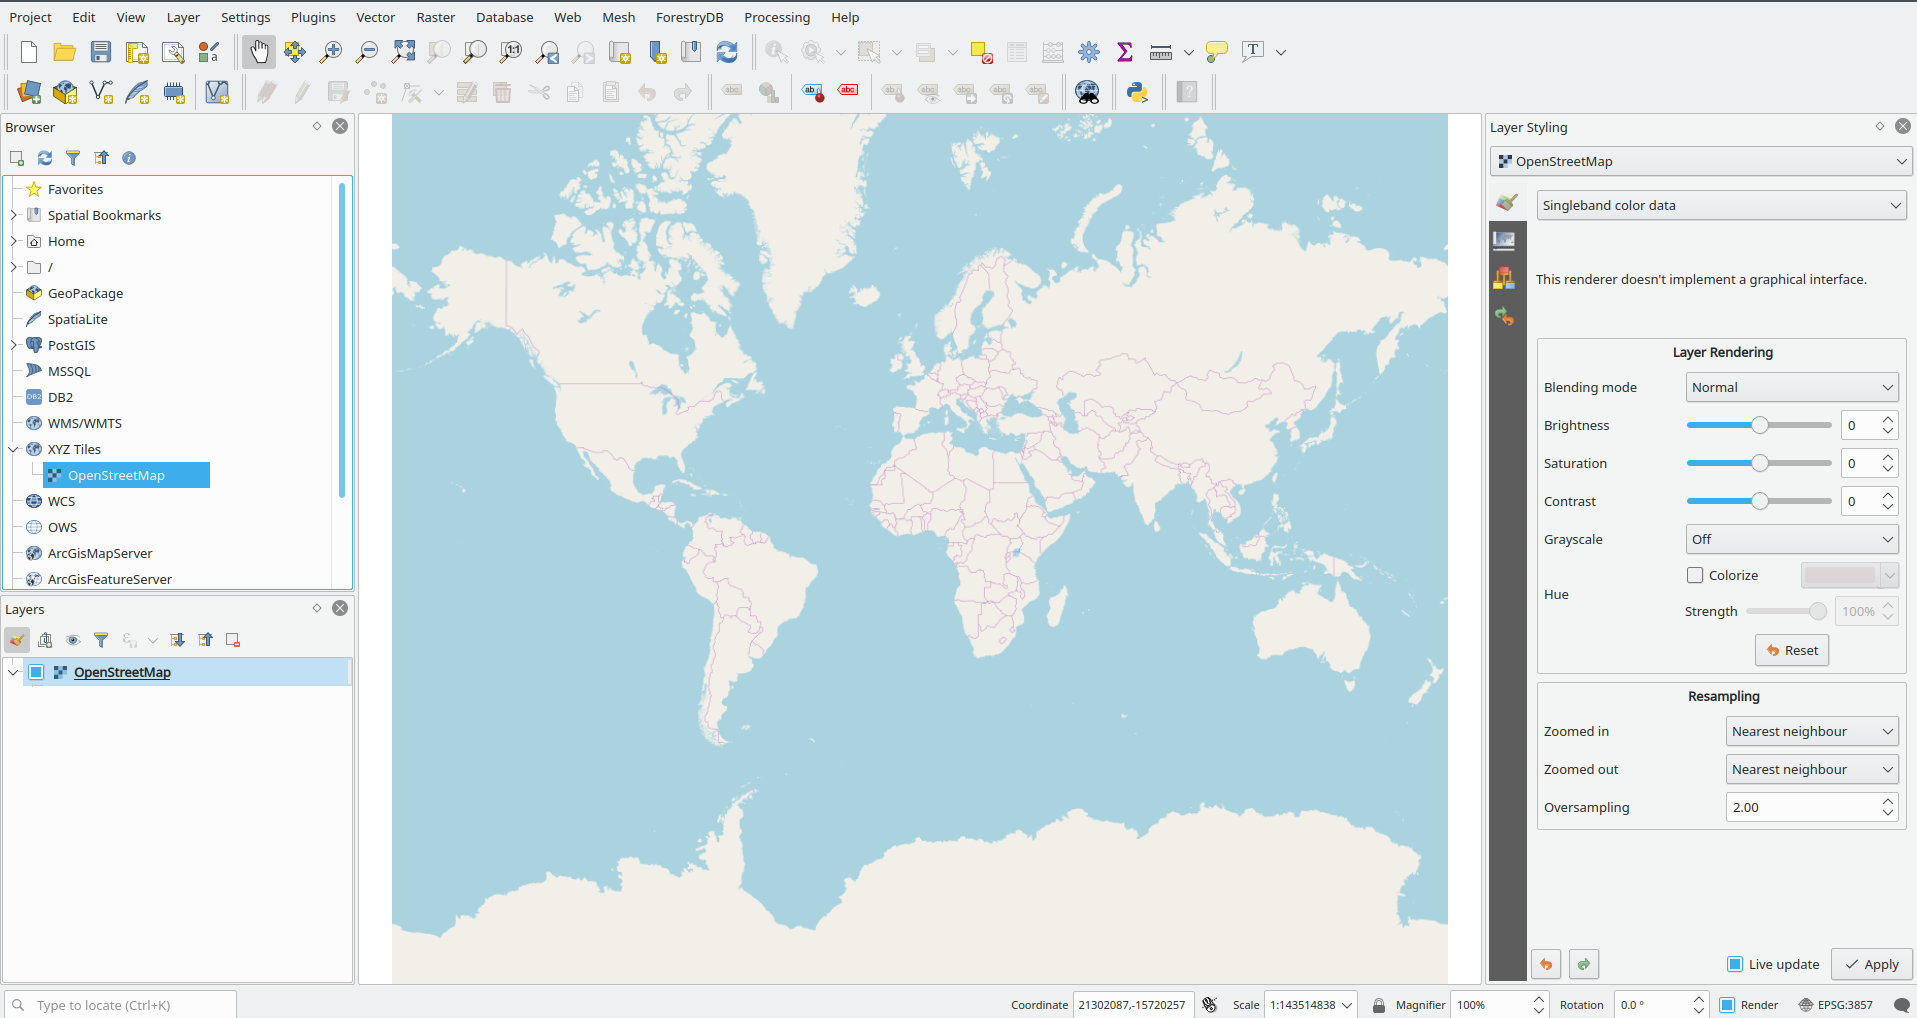 Project Edit View Layer Settings Plugins Vector Raster Database Web Mesh ForestryDB Processing Help
Browser
Favorites
Spatial Bookmarks
Home
/
GeoPackage
SpatiaLite
PostGIS
MSSQL
DB2
WMS/WMTS
XYZ Tiles
OpenStreetMap
WCS
OWS
ArcGisMapServer
ArcGisFeatureServer
Layers
OpenStreetMap
Layer Styling
OpenStreetMap
Singleband color data
This renderer doesn't implement a graphical interface.
Layer Rendering
Blending mode Normal
Brightness 0
Saturation 0
Contrast 0
Grayscale Off
Hue Colorize
Strength 100%
Reset
Resampling
Zoomed in Nearest neighbour
Zoomed out Nearest neighbour
Oversampling 2.00
Live update Apply
Type to locate (Ctrl+K) Coordinate 21302087,-15720257 Scale 1:143514838 Magnifier 100% Rotation 0.0 ° Render EPSG:3857